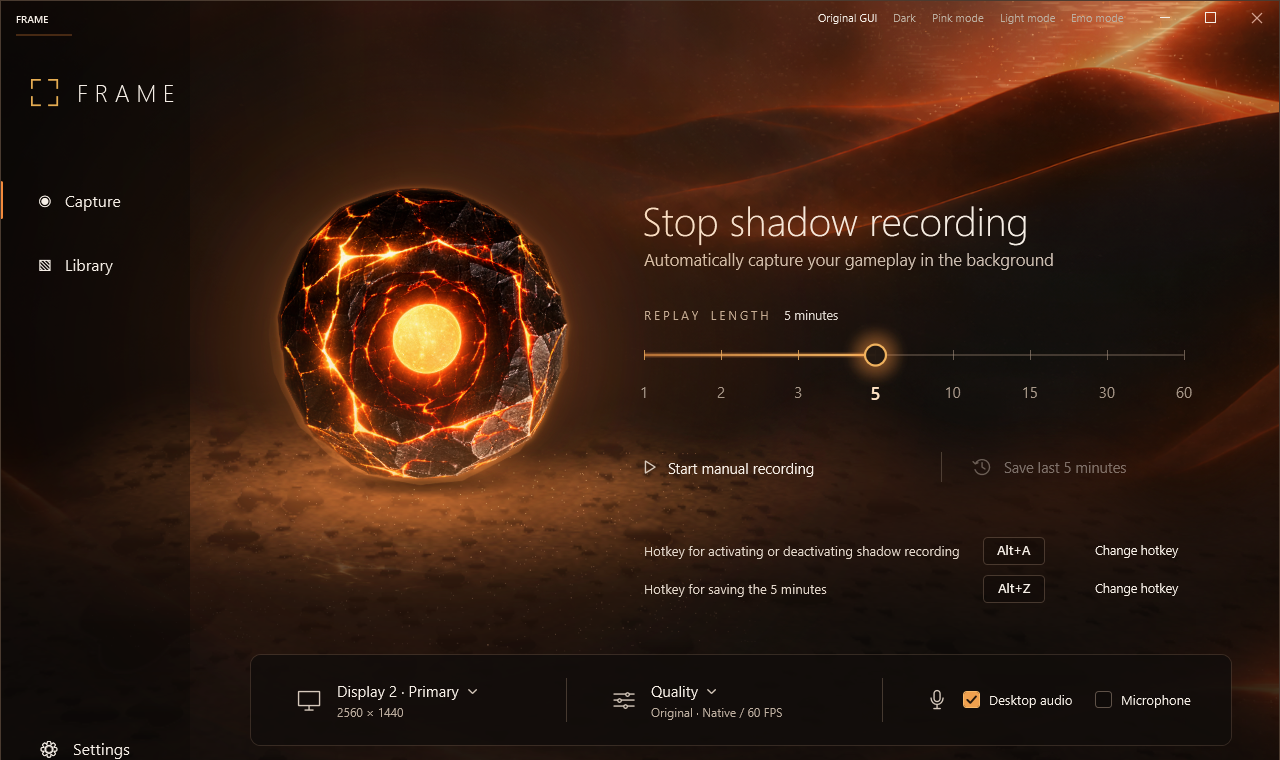 FRAME
Original GUI Dark Pink mode Light mode Emo mode
FRAME
Capture
Library
Stop shadow recording
Automatically capture your gameplay in the background
REPLAY LENGTH 5 minutes
1 2 3 5 10 15 30 60
Start manual recording
Save last 5 minutes
Hotkey for activating or deactivating shadow recording Alt+A Change hotkey
Hotkey for saving the 5 minutes Alt+Z Change hotkey
Display 2 · Primary
2560 × 1440
Quality
Original · Native / 60 FPS
Desktop audio
Microphone
Settings